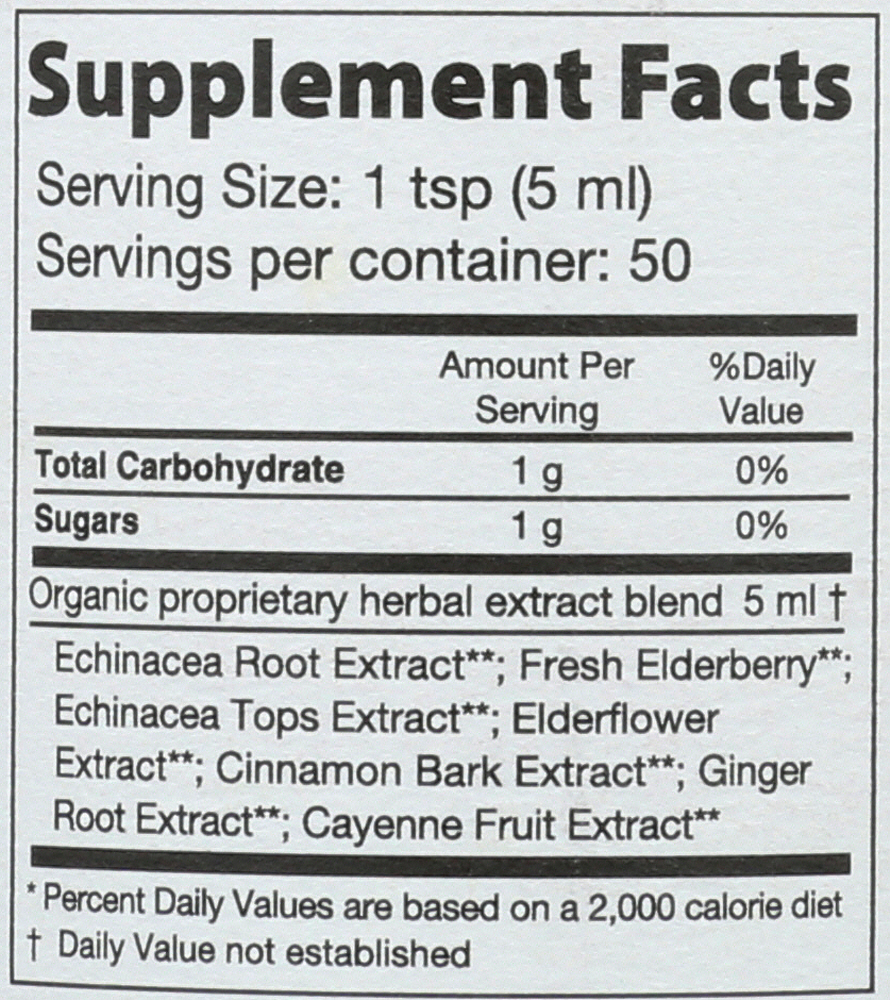 Supplement Facts
Serving Size: 1 tsp (5 ml)
Servings per container: 50
Amount Per %Daily
Serving Value
Total Carbohydrate 1 g 0%
Sugars 1 g 0%
Organic proprietary herbal extract blend 5 ml †
Echinacea Root Extract**; Fresh Elderberry**;
Echinacea Tops Extract**; Elderflower
Extract**; Cinnamon Bark Extract**; Ginger
Root Extract**; Cayenne Fruit Extract**
* Percent Daily Values are based on a 2,000 calorie diet
† Daily Value not established